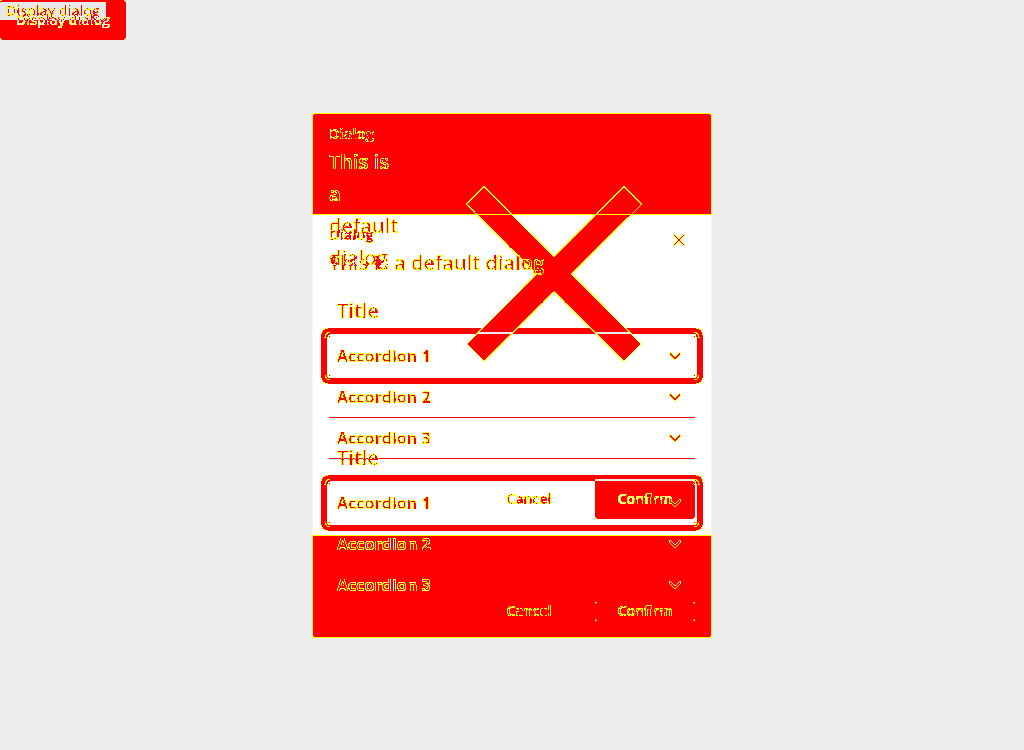 Display dialog
Display dialog
Dialog
This is
a
default
Dialog
dialog
This is a default dialog
Title
Accordion 1
Accordion 2
Accordion 3
Title
Cancel
Confirm
Accordion 1
Accordion 2
Accordion 3
Cancel
Confirm